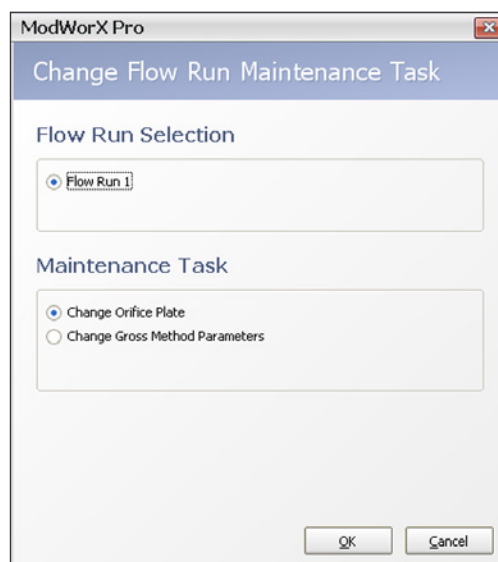 ModWorX Pro
Change Flow Run Maintenance Task
Flow Run Selection
Flow Run 1
Maintenance Task
Change Orifice Plate
Change Gross Method Parameters
OK
Cancel